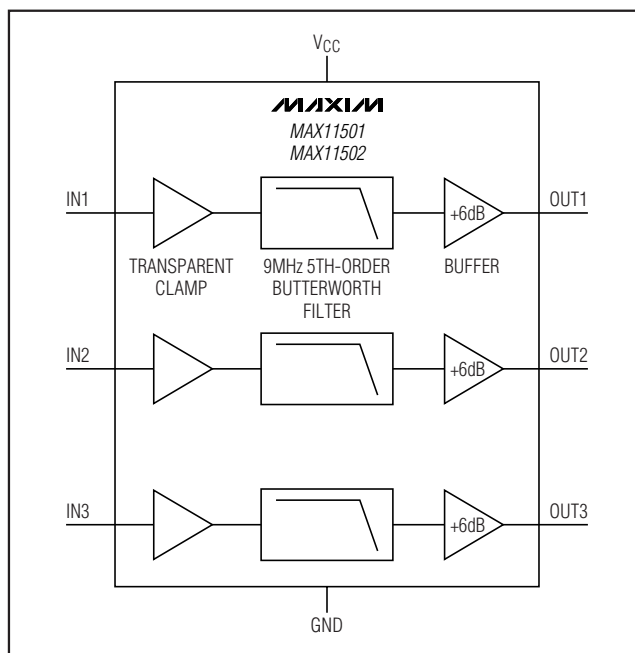 VCC
MAXIM
MAX11501
MAX11502
IN1
OUT1
+6dB
TRANSPARENT
CLAMP
9MHz 5TH-ORDER
BUTTERWORTH
FILTER
BUFFER
IN2
OUT2
+6dB
IN3
OUT3
+6dB
GND